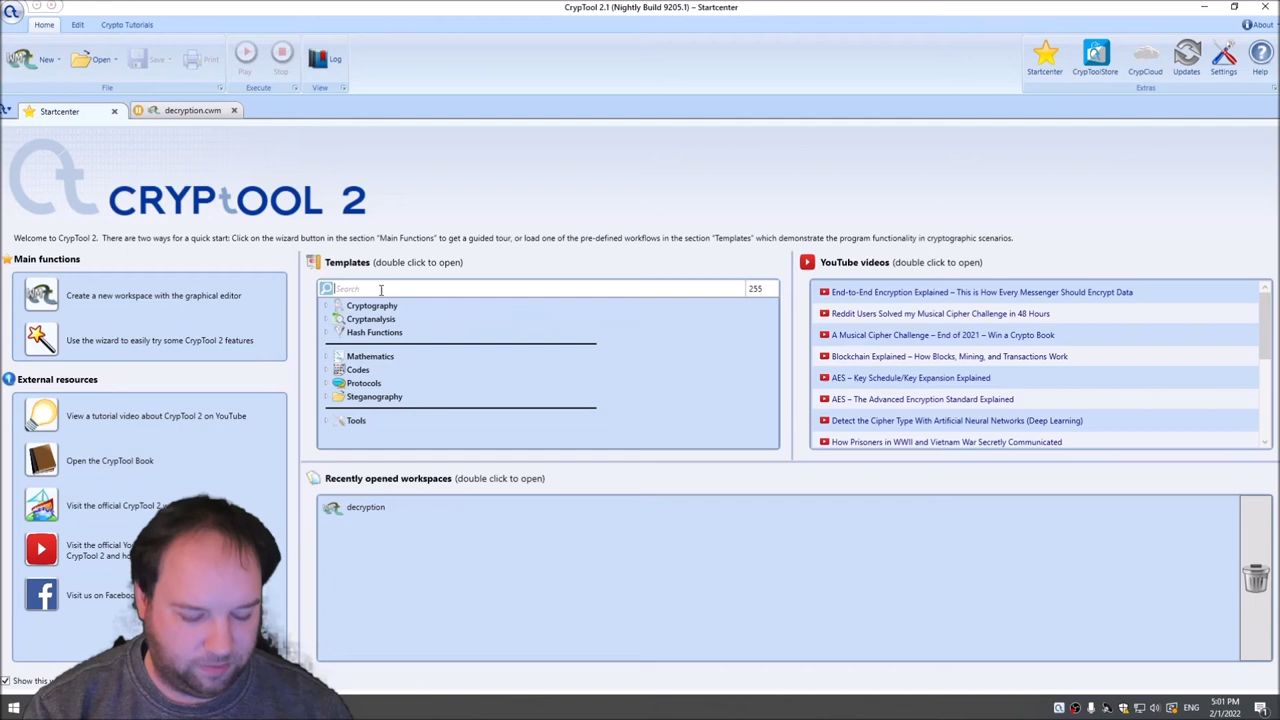 CrypTool 2.1 (Nightly Build 9205.1) – Startcenter
Home
Edit
Crypto Tutorials
About
New
Open
Save
Print
Play
Stop
Log
Startcenter
CrypToolStore
CrypCloud
Updates
Settings
Help
File
Execute
View
Extras
Startcenter
decryption.cwm
CRYPtOOL 2
Welcome to CrypTool 2. There are two ways for a quick start: Click on the wizard button in the section "Main Functions" to get a guided tour, or load one of the pre-defined workflows in the section "Templates" which demonstrate the program functionality in cryptographic scenarios.
Main functions
Create a new workspace with the graphical editor
Use the wizard to easily try some CrypTool 2 features
External resources
View a tutorial video about CrypTool 2 on YouTube
Open the CrypTool Book
Visit the official CrypTool 2
Visit the official
CrypTool 2 and
Visit us on
Show this
Templates (double click to open)
Search
255
Cryptography
Cryptanalysis
Hash Functions
Mathematics
Codes
Protocols
Steganography
Tools
YouTube videos (double click to open)
End-to-End Encryption Explained – This is How Every Messenger Should Encrypt Data
Reddit Users Solved my Musical Cipher Challenge in 48 Hours
A Musical Cipher Challenge – End of 2021 – Win a Crypto Book
Blockchain Explained – How Blocks, Mining, and Transactions Work
AES – Key Schedule/Key Expansion Explained
AES – The Advanced Encryption Standard Explained
Detect the Cipher Type With Artificial Neural Networks (Deep Learning)
How Prisoners in WWII and Vietnam War Secretly Communicated
Recently opened workspaces (double click to open)
decryption
ENG
5:01 PM
2/1/2022